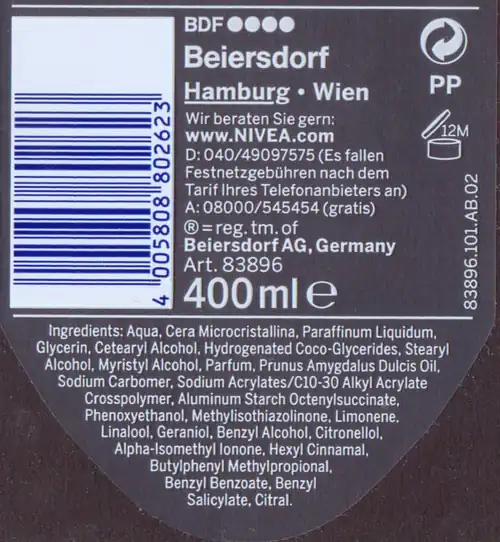 BDF ●●●●
Beiersdorf
Hamburg • Wien
Wir beraten Sie gern:
www.NIVEA.com
D: 040/49097575 (Es fallen
Festnetzgebühren nach dem
Tarif Ihres Telefonanbieters an)
A: 08000/545454 (gratis)
®=reg. tm. of
Beiersdorf AG, Germany
Art. 83896
400 ml ℮
4 005808 802623
PP
12M
83896.101.AB.02
Ingredients: Aqua, Cera Microcristallina, Paraffinum Liquidum,
Glycerin, Cetearyl Alcohol, Hydrogenated Coco-Glycerides, Stearyl
Alcohol, Myristyl Alcohol, Parfum, Prunus Amygdalus Dulcis Oil,
Sodium Carbomer, Sodium Acrylates/C10-30 Alkyl Acrylate
Crosspolymer, Aluminum Starch Octenylsuccinate,
Phenoxyethanol, Methylisothiazolinone, Limonene,
Linalool, Geraniol, Benzyl Alcohol, Citronellol,
Alpha-Isomethyl Ionone, Hexyl Cinnamal,
Butylphenyl Methylpropional,
Benzyl Benzoate, Benzyl
Salicylate, Citral.